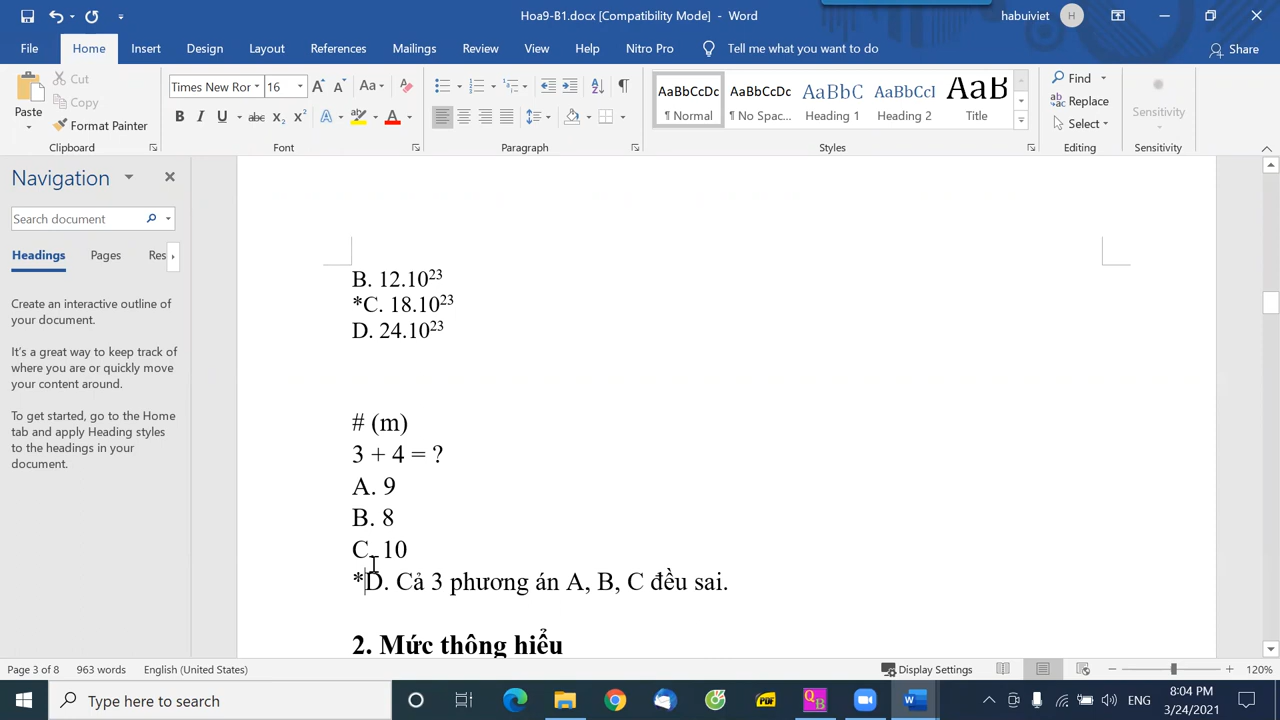 Hoa9-B1.docx [Compatibility Mode] - Word
habuiviet
H
File Home Insert Design Layout References Mailings Review View Help Nitro Pro Tell me what you want to do Share
Paste
Cut
Copy
Format Painter
Clipboard
Times New Ror 16
Font
Paragraph
AaBbCcDc AaBbCcDc AaBbC AaBbCcI AaB
¶ Normal ¶ No Spac... Heading 1 Heading 2 Title
Styles
Find
Replace
Select
Editing
Sensitivity
Sensitivity
Navigation
Search document
Headings Pages Res
Create an interactive outline of
your document.
It's a great way to keep track of
where you are or quickly move
your content around.
To get started, go to the Home
tab and apply Heading styles
to the headings in your
document.
B. 12.10²³
*C. 18.10²³
D. 24.10²³
# (m)
3 + 4 = ?
A. 9
B. 8
C. 10
*D. Cả 3 phương án A, B, C đều sai.
2. Mức thông hiểu
Page 3 of 8 963 words English (United States) Display Settings 120%
Type here to search
PDF
Q B
ENG
8:04 PM
3/24/2021